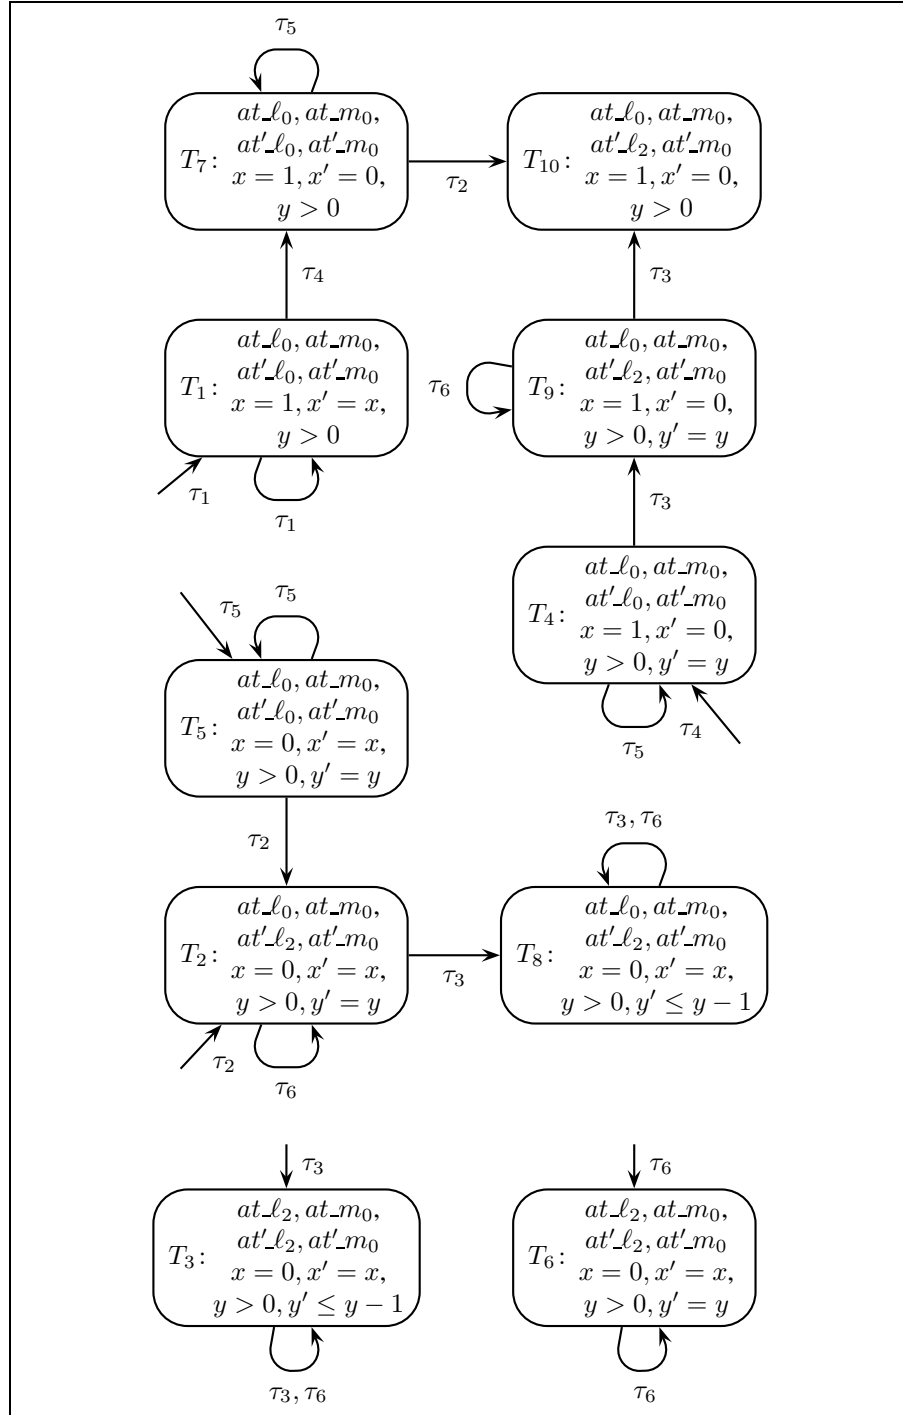 τ₅
T₇: at_ℓ₀, at_m₀,
at′_ℓ₀, at′_m₀
x = 1, x′ = 0,
y > 0
τ₂
T₁₀: at_ℓ₀, at_m₀,
at′_ℓ₂, at′_m₀
x = 1, x′ = 0,
y > 0
τ₄
τ₃
T₁: at_ℓ₀, at_m₀,
at′_ℓ₀, at′_m₀
x = 1, x′ = x,
y > 0
τ₁
τ₁
τ₆
T₉: at_ℓ₀, at_m₀,
at′_ℓ₂, at′_m₀
x = 1, x′ = 0,
y > 0, y′ = y
τ₃
T₄: at_ℓ₀, at_m₀,
at′_ℓ₀, at′_m₀
x = 1, x′ = 0,
y > 0, y′ = y
τ₅
τ₄
τ₅
τ₅
T₅: at_ℓ₀, at_m₀,
at′_ℓ₀, at′_m₀
x = 0, x′ = x,
y > 0, y′ = y
τ₂
T₂: at_ℓ₀, at_m₀,
at′_ℓ₂, at′_m₀
x = 0, x′ = x,
y > 0, y′ = y
τ₂
τ₆
τ₃
τ₃, τ₆
T₈: at_ℓ₀, at_m₀,
at′_ℓ₂, at′_m₀
x = 0, x′ = x,
y > 0, y′ ≤ y − 1
τ₃
T₃: at_ℓ₂, at_m₀,
at′_ℓ₂, at′_m₀
x = 0, x′ = x,
y > 0, y′ ≤ y − 1
τ₃, τ₆
τ₆
T₆: at_ℓ₂, at_m₀,
at′_ℓ₂, at′_m₀
x = 0, x′ = x,
y > 0, y′ = y
τ₆